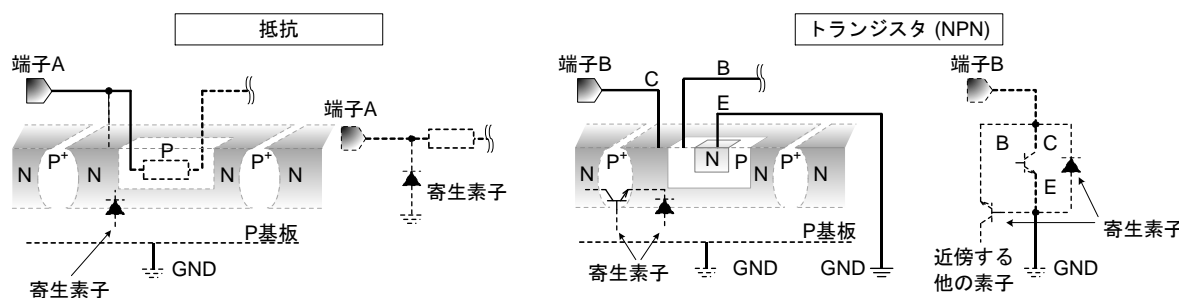 抵抗
端子A
P
N
P+
N
P+
N
P基板
GND
寄生素子
端子A
寄生素子
トランジスタ (NPN)
端子B
C
B
E
N
P+
N
N
P
P+
N
P基板
寄生素子
GND
GND
端子B
B
C
E
寄生素子
近傍する
他の素子